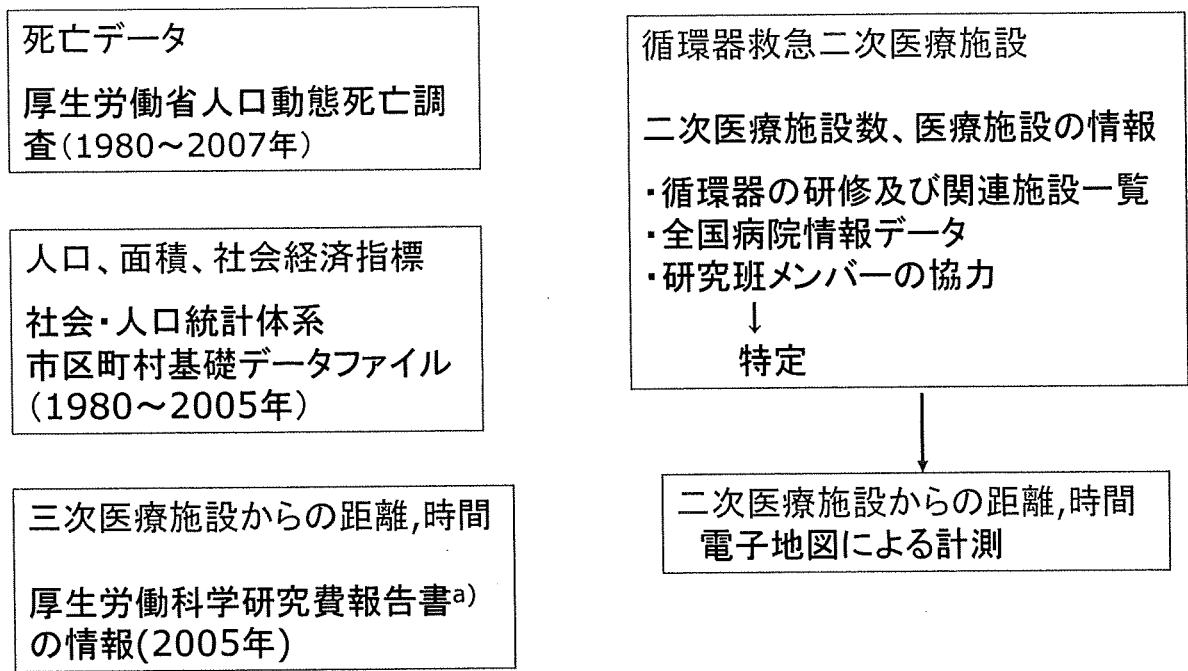 死亡データ
厚生労働省人口動態死亡調
査(1980～2007年)
人口、面積、社会経済指標
社会・人口統計体系
市区町村基礎データファイル
(1980～2005年)
三次医療施設からの距離,時間
厚生労働科学研究費報告書a)
の情報(2005年)
循環器救急二次医療施設
二次医療施設数、医療施設の情報
・循環器の研修及び関連施設一覧
・全国病院情報データ
・研究班メンバーの協力
↓
特定
二次医療施設からの距離,時間
電子地図による計測